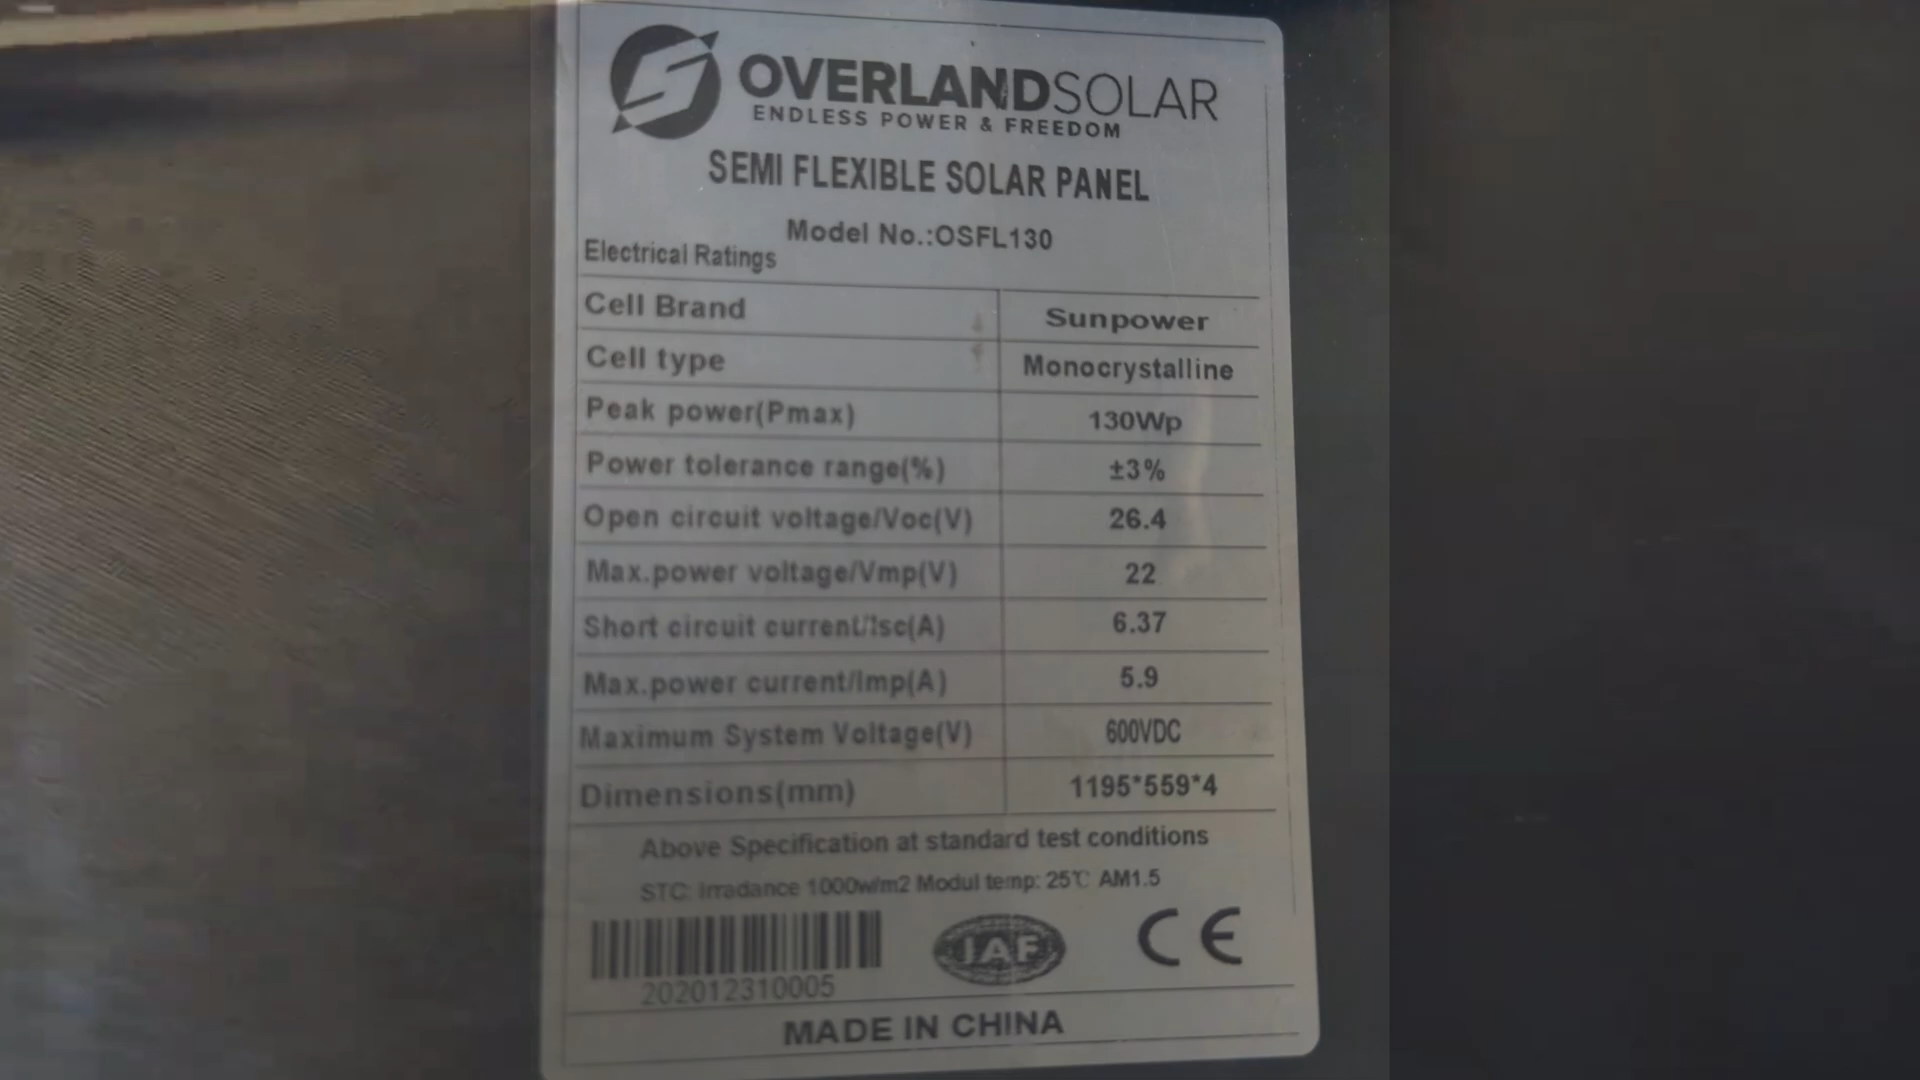 OVERLANDSOLAR
ENDLESS POWER & FREEDOM
SEMI FLEXIBLE SOLAR PANEL
Model No.:OSFL130
Electrical Ratings
Cell Brand Sunpower
Cell type Monocrystalline
Peak power(Pmax) 130Wp
Power tolerance range(%) ±3%
Open circuit voltage/Voc(V) 26.4
Max.power voltage/Vmp(V) 22
Short circuit current/Isc(A) 6.37
Max.power current/Imp(A) 5.9
Maximum System Voltage(V) 600VDC
Dimensions(mm) 1195*559*4
Above Specification at standard test conditions
STC: Irradance 1000w/m2 Modul temp: 25℃ AM1.5
IAF CE
202012310005
MADE IN CHINA